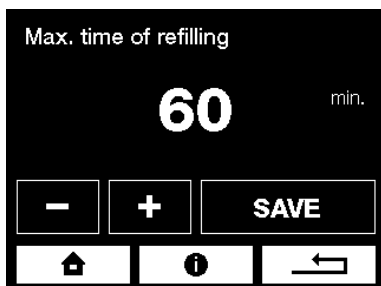 Max. time of refilling
60 min.
− + SAVE
i